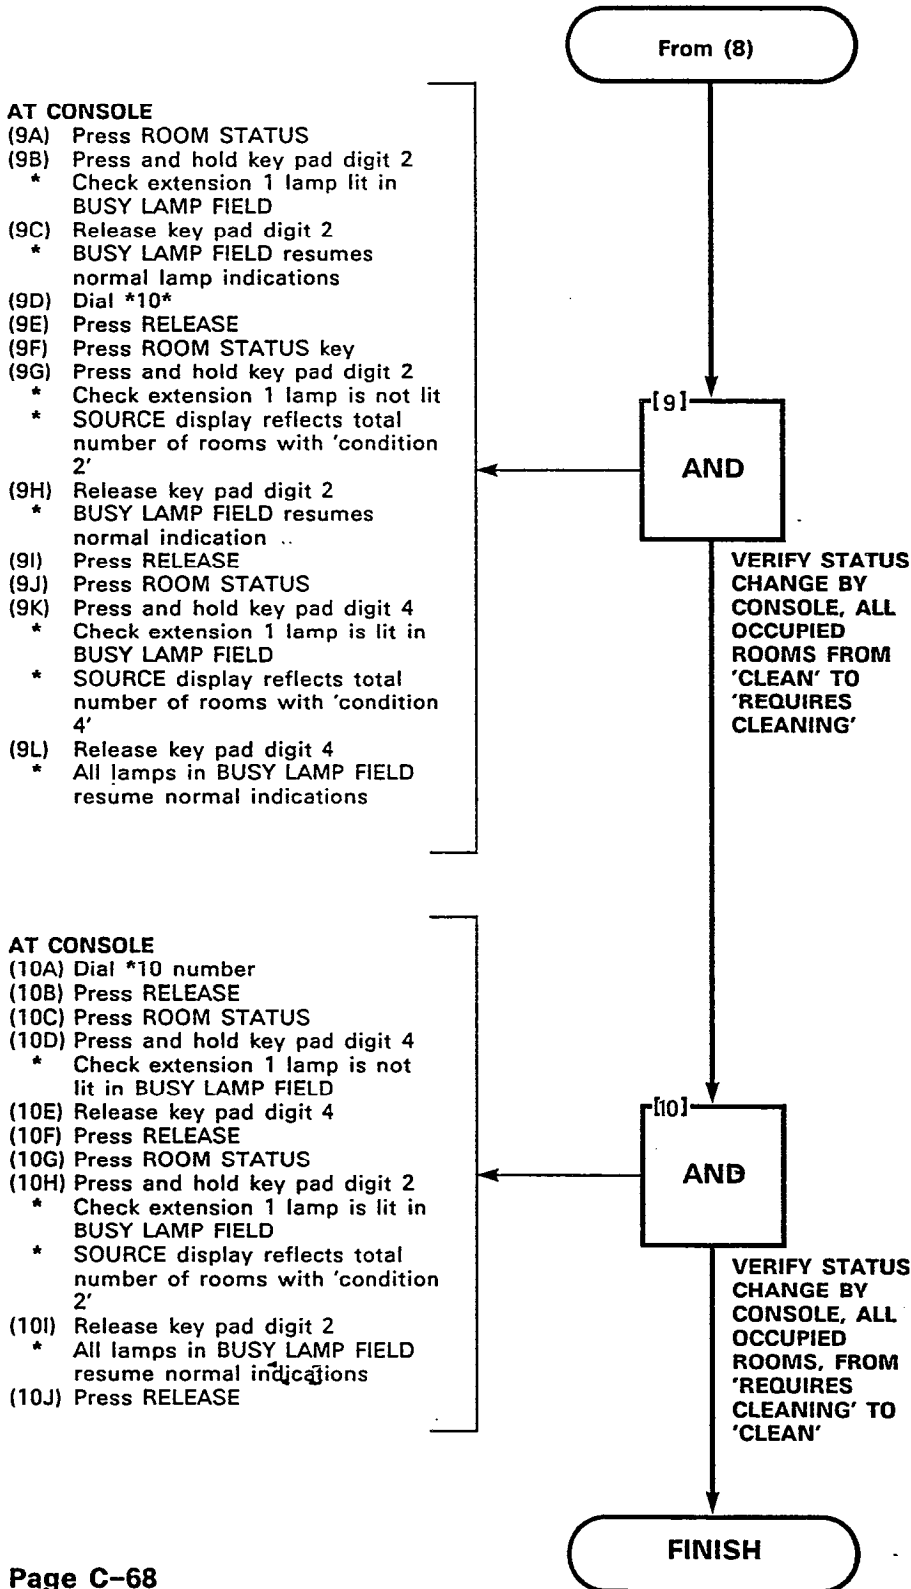 From (8)
AT CONSOLE
(9A) Press ROOM STATUS
(9B) Press and hold key pad digit 2
* Check extension 1 lamp lit in
BUSY LAMP FIELD
(9C) Release key pad digit 2
* BUSY LAMP FIELD resumes
normal lamp indications
(9D) Dial *10*
(9E) Press RELEASE
(9F) Press ROOM STATUS key
(9G) Press and hold key pad digit 2
* Check extension 1 lamp is not lit
* SOURCE display reflects total
number of rooms with 'condition
2'
(9H) Release key pad digit 2
* BUSY LAMP FIELD resumes
normal indication
(9I) Press RELEASE
(9J) Press ROOM STATUS
(9K) Press and hold key pad digit 4
* Check extension 1 lamp is lit in
BUSY LAMP FIELD
* SOURCE display reflects total
number of rooms with 'condition
4'
(9L) Release key pad digit 4
* All lamps in BUSY LAMP FIELD
resume normal indications
[9]
AND
VERIFY STATUS
CHANGE BY
CONSOLE, ALL
OCCUPIED
ROOMS FROM
'CLEAN' TO
'REQUIRES
CLEANING'
AT CONSOLE
(10A) Dial *10 number
(10B) Press RELEASE
(10C) Press ROOM STATUS
(10D) Press and hold key pad digit 4
* Check extension 1 lamp is not
lit in BUSY LAMP FIELD
(10E) Release key pad digit 4
(10F) Press RELEASE
(10G) Press ROOM STATUS
(10H) Press and hold key pad digit 2
* Check extension 1 lamp is lit in
BUSY LAMP FIELD
* SOURCE display reflects total
number of rooms with 'condition
2'
(10I) Release key pad digit 2
* All lamps in BUSY LAMP FIELD
resume normal indications
(10J) Press RELEASE
[10]
AND
VERIFY STATUS
CHANGE BY
CONSOLE, ALL
OCCUPIED
ROOMS, FROM
'REQUIRES
CLEANING' TO
'CLEAN'
FINISH
Page C-68